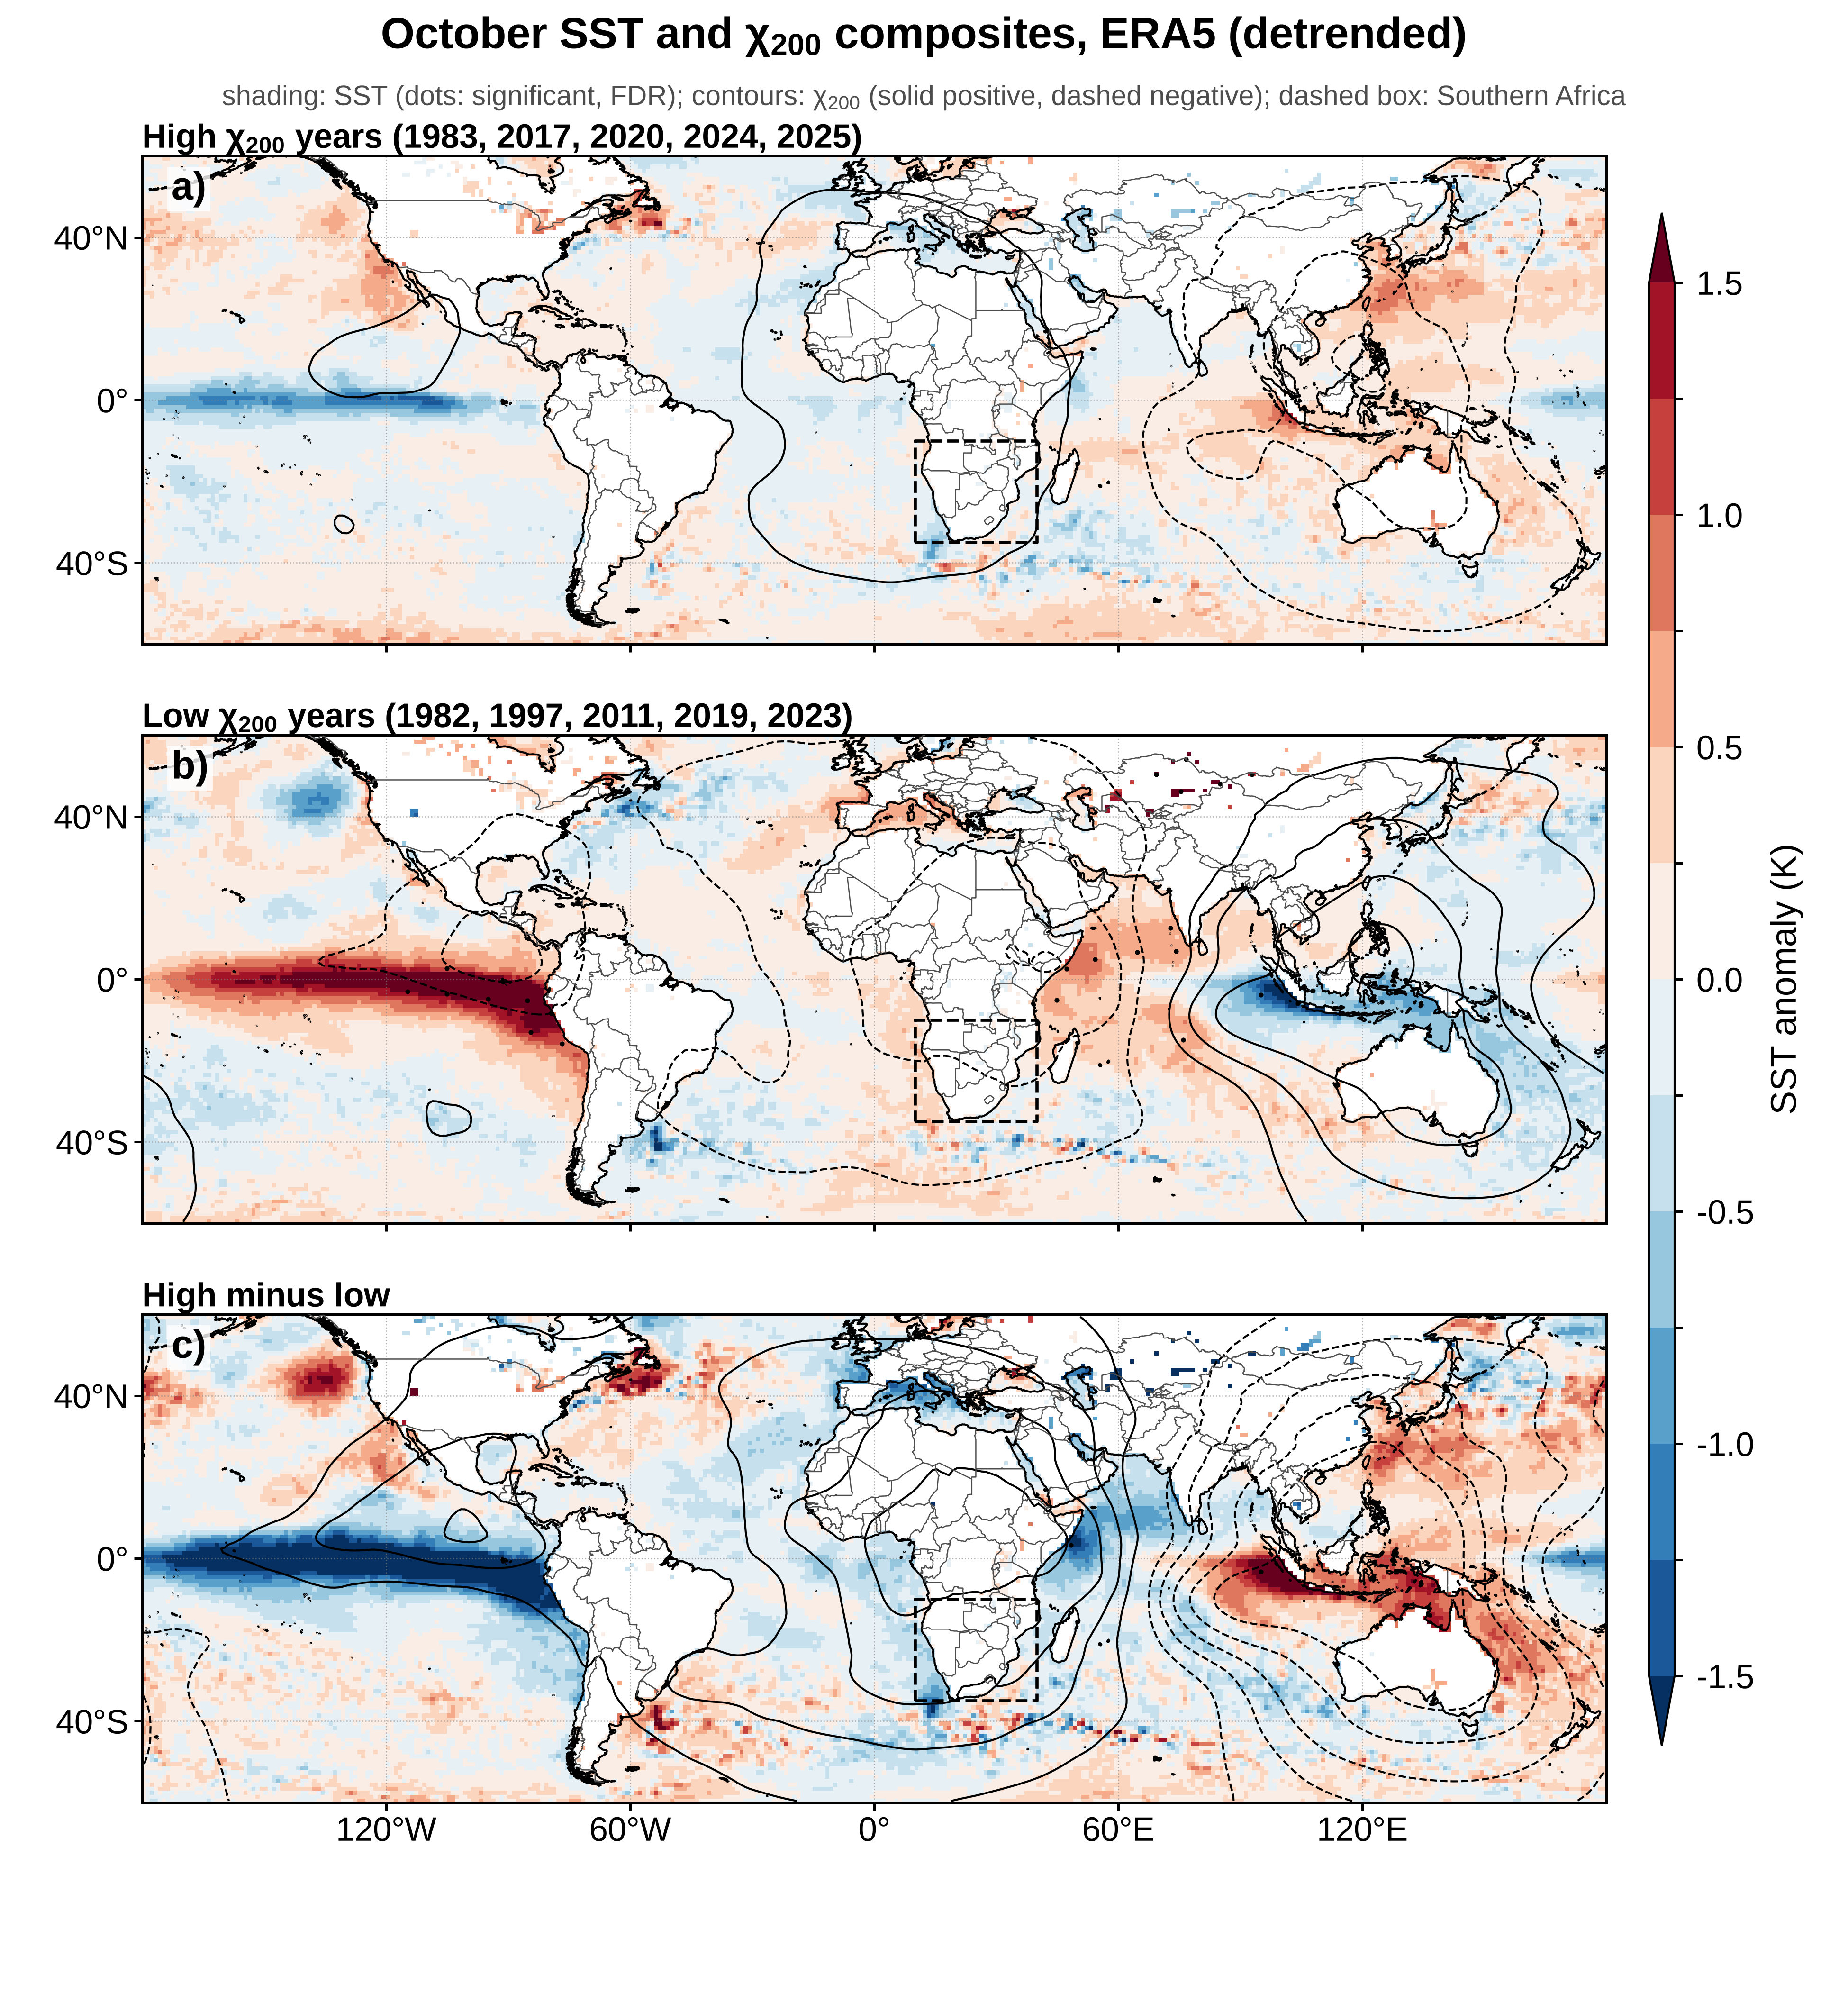 October SST and χ200 composites, ERA5 (detrended)
shading: SST (dots: significant, FDR); contours: χ200 (solid positive, dashed negative); dashed box: Southern Africa
High χ200 years (1983, 2017, 2020, 2024, 2025)
a)
40°N
0°
40°S
Low χ200 years (1982, 1997, 2011, 2019, 2023)
b)
40°N
0°
40°S
High minus low
c)
40°N
0°
40°S
120°W 60°W 0° 60°E 120°E
1.5
1.0
0.5
0.0
-0.5
-1.0
-1.5
SST anomaly (K)